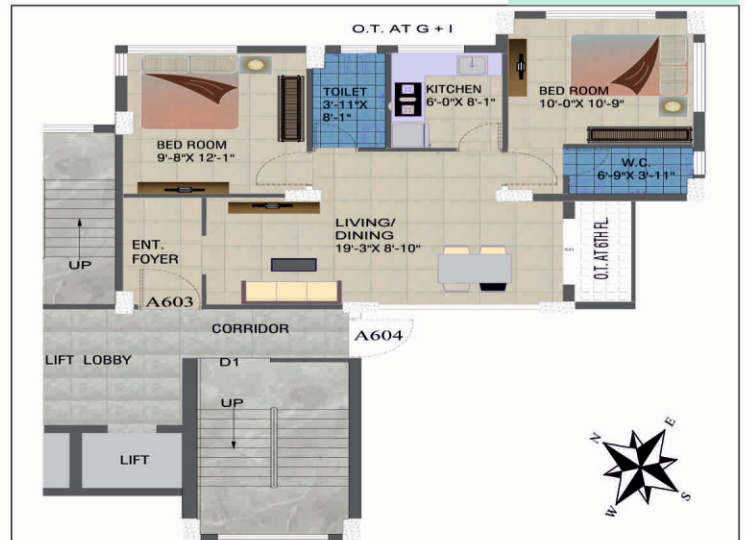 O.T. AT G + I
TOILET
3'-11"X
8'-1"
KITCHEN
6'-0"X 8'-1"
BED ROOM
10'-0"X 10'-9"
BED ROOM
9'-8"X 12'-1"
W.C.
6'-9"X 3'-11"
LIVING/
DINING
19'-3"X 8'-10"
ENT.
FOYER
UP
O.T. AT 6TH FL.
A603
CORRIDOR
A604
LIFT LOBBY
D1
UP
LIFT
N
E
W
S